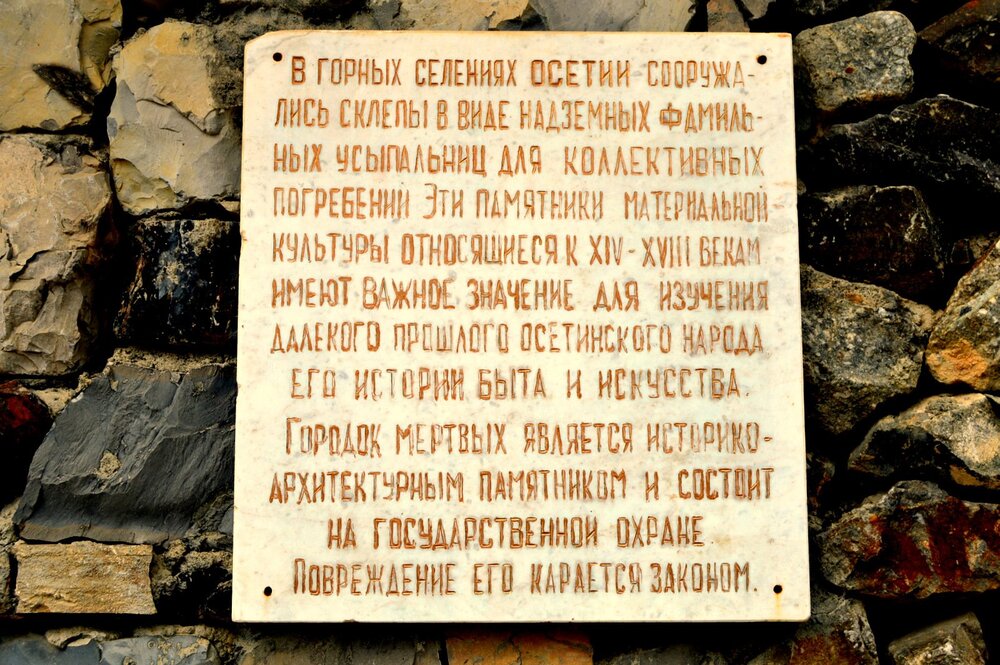 В ГОРНЫХ СЕЛЕНИЯХ ОСЕТИИ СООРУЖА-
ЛИСЬ СКЛЕПЫ В ВИДЕ НАДЗЕМНЫХ ФАМИЛЬ-
НЫХ УСЫПАЛЬНИЦ ДЛЯ КОЛЛЕКТИВНЫХ
ПОГРЕБЕНИЙ ЭТИ ПАМЯТНИКИ МАТЕРИАЛЬНОЙ
КУЛЬТУРЫ ОТНОСЯЩИЕСЯ К XIV - XVIII ВЕКАМ
ИМЕЮТ ВАЖНОЕ ЗНАЧЕНИЕ ДЛЯ ИЗУЧЕНИЯ
ДАЛЕКОГО ПРОШЛОГО ОСЕТИНСКОГО НАРОДА
ЕГО ИСТОРИИ БЫТА И ИСКУССТВА.
ГОРОДОК МЕРТВЫХ ЯВЛЯЕТСЯ ИСТОРИКО-
АРХИТЕКТУРНЫМ ПАМЯТНИКОМ И СОСТОИТ
НА ГОСУДАРСТВЕННОЙ ОХРАНЕ.
ПОВРЕЖДЕНИЕ ЕГО КАРАЕТСЯ ЗАКОНОМ.